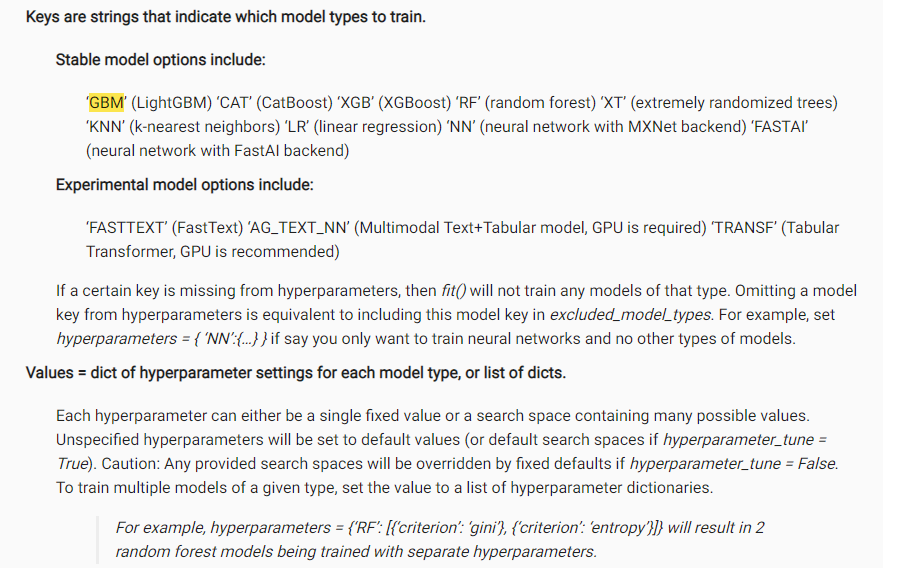 Keys are strings that indicate which model types to train.
Stable model options include:
‘GBM’ (LightGBM) ‘CAT’ (CatBoost) ‘XGB’ (XGBoost) ‘RF’ (random forest) ‘XT’ (extremely randomized trees)
‘KNN’ (k-nearest neighbors) ‘LR’ (linear regression) ‘NN’ (neural network with MXNet backend) ‘FASTAI’
(neural network with FastAI backend)
Experimental model options include:
‘FASTTEXT’ (FastText) ‘AG_TEXT_NN’ (Multimodal Text+Tabular model, GPU is required) ‘TRANSF’ (Tabular
Transformer, GPU is recommended)
If a certain key is missing from hyperparameters, then fit() will not train any models of that type. Omitting a model
key from hyperparameters is equivalent to including this model key in excluded_model_types. For example, set
hyperparameters = { ‘NN’:{…} } if say you only want to train neural networks and no other types of models.
Values = dict of hyperparameter settings for each model type, or list of dicts.
Each hyperparameter can either be a single fixed value or a search space containing many possible values.
Unspecified hyperparameters will be set to default values (or default search spaces if hyperparameter_tune =
True). Caution: Any provided search spaces will be overridden by fixed defaults if hyperparameter_tune = False.
To train multiple models of a given type, set the value to a list of hyperparameter dictionaries.
For example, hyperparameters = {‘RF’: [{‘criterion’: ‘gini’}, {‘criterion’: ‘entropy’}]} will result in 2
random forest models being trained with separate hyperparameters.